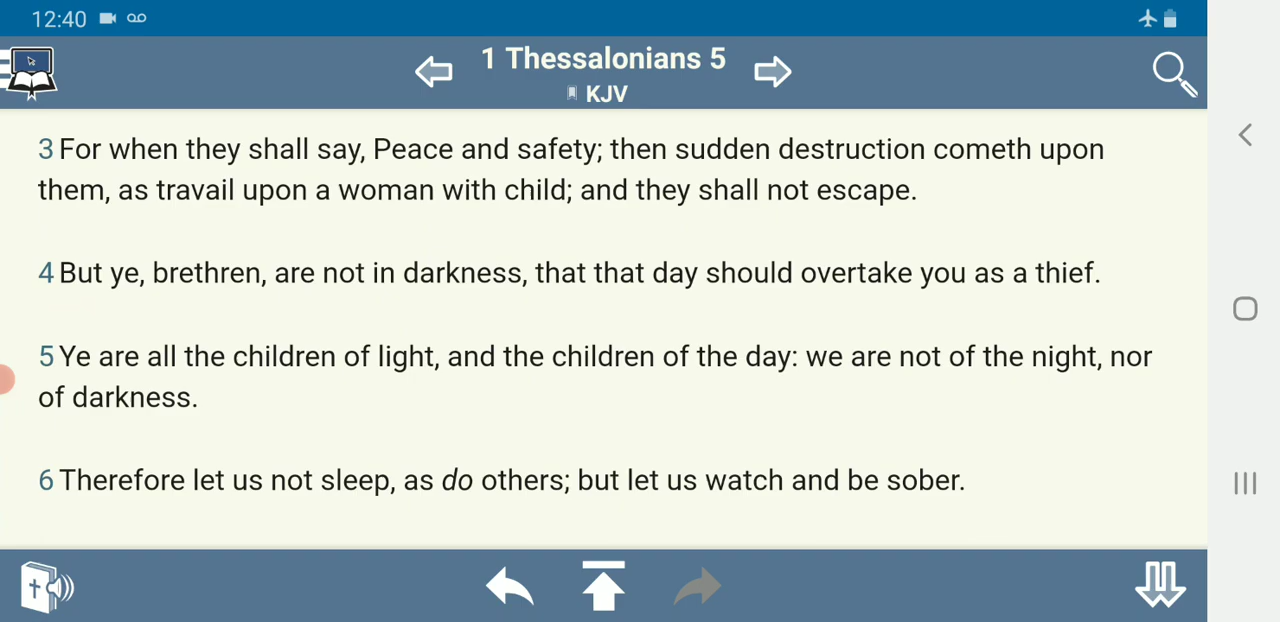 12:40
1 Thessalonians 5
KJV
3 For when they shall say, Peace and safety; then sudden destruction cometh upon
them, as travail upon a woman with child; and they shall not escape.
4 But ye, brethren, are not in darkness, that that day should overtake you as a thief.
5 Ye are all the children of light, and the children of the day: we are not of the night, nor
of darkness.
6 Therefore let us not sleep, as do others; but let us watch and be sober.